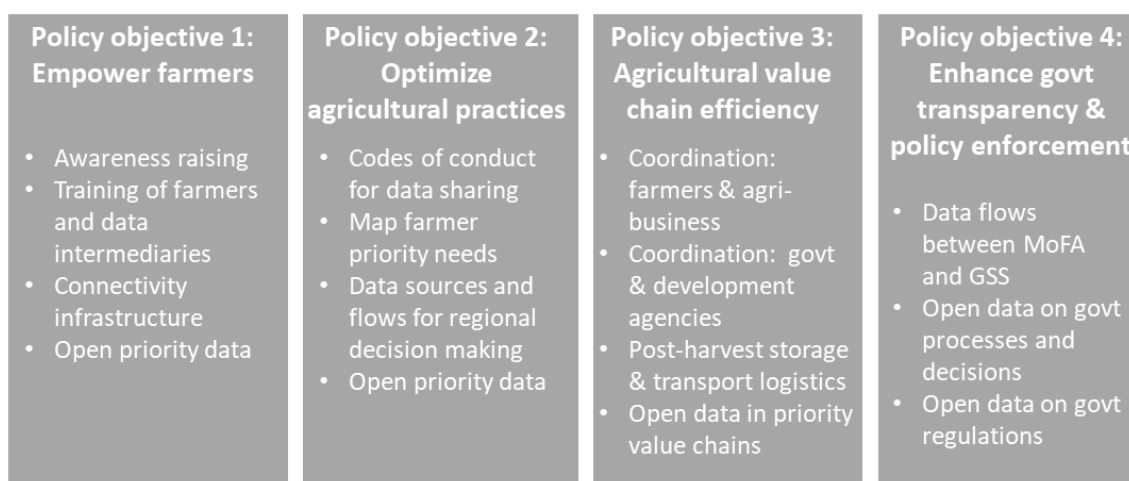 Policy objective 1:
Empower farmers
• Awareness raising
• Training of farmers
and data
intermediaries
• Connectivity
infrastructure
• Open priority data
Policy objective 2:
Optimize
agricultural practices
• Codes of conduct
for data sharing
• Map farmer
priority needs
• Data sources and
flows for regional
decision making
• Open priority data
Policy objective 3:
Agricultural value
chain efficiency
• Coordination:
farmers & agri-
business
• Coordination:  govt
& development
agencies
• Post-harvest storage
& transport logistics
• Open data in priority
value chains
Policy objective 4:
Enhance govt
transparency &
policy enforcement
• Data flows
between MoFA
and GSS
• Open data on govt
processes and
decisions
• Open data on govt
regulations